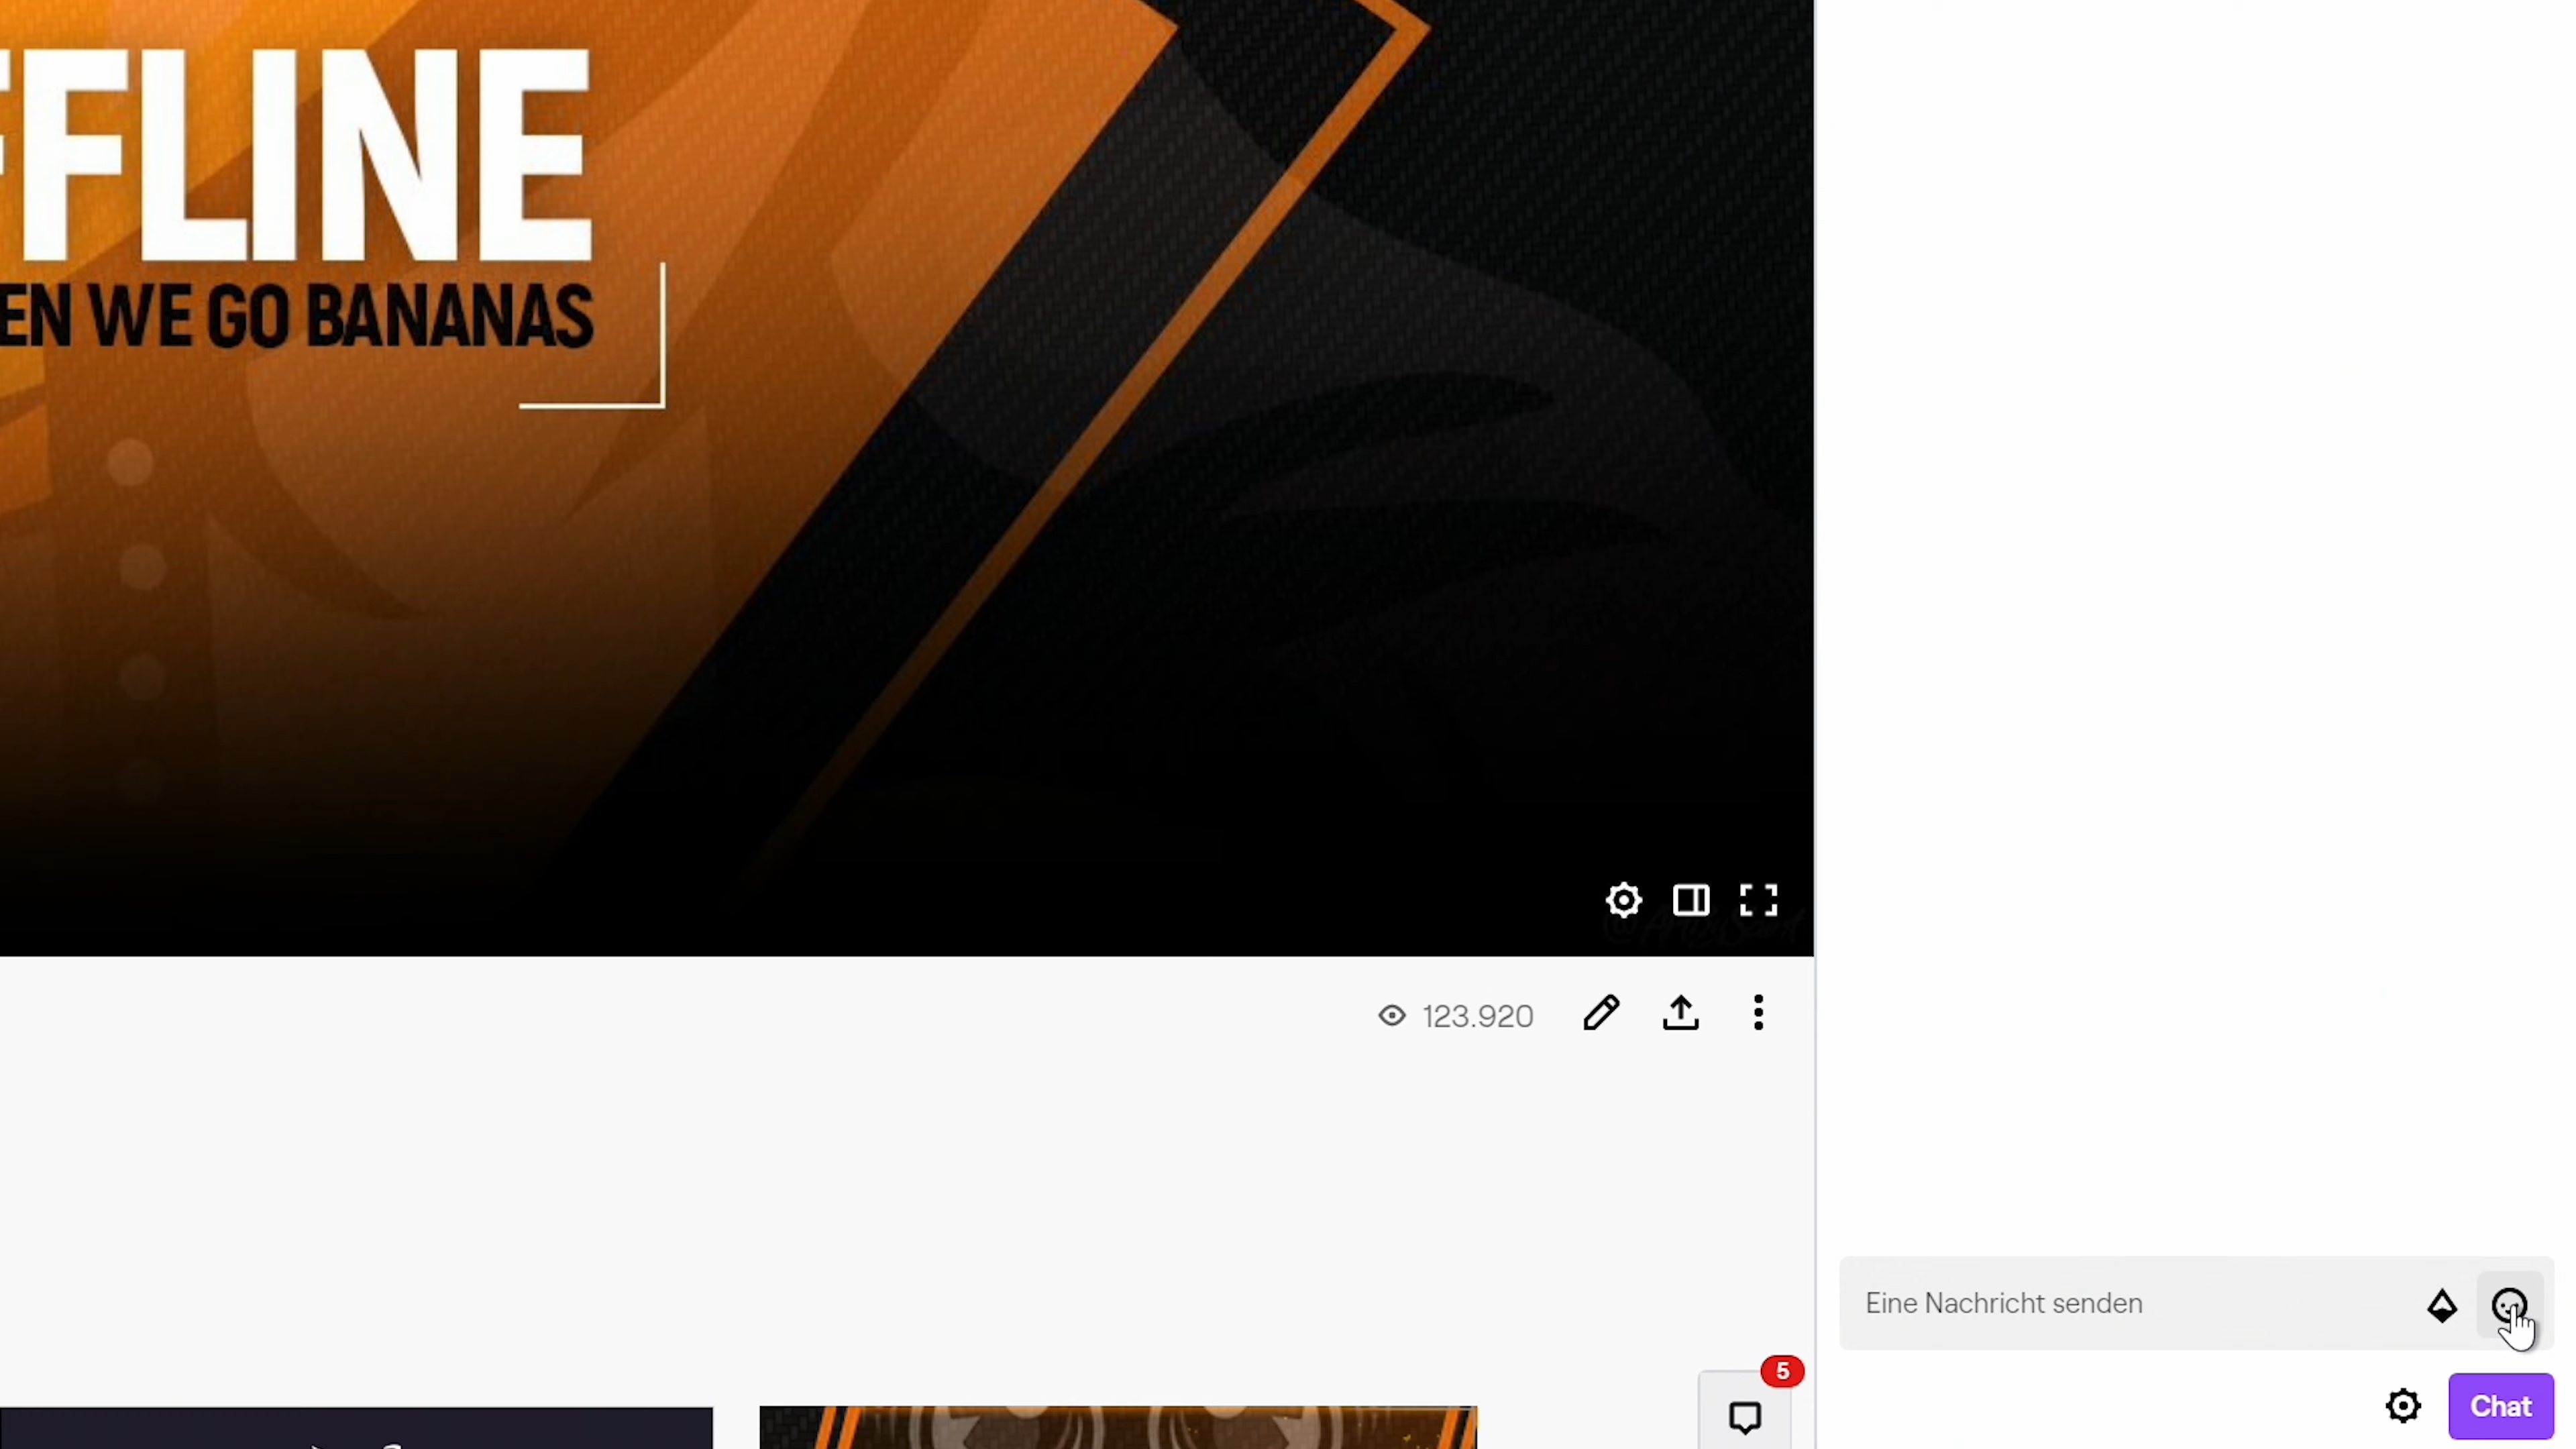 FFLINE
EN WE GO BANANAS
123.920
Eine Nachricht senden
5
Chat